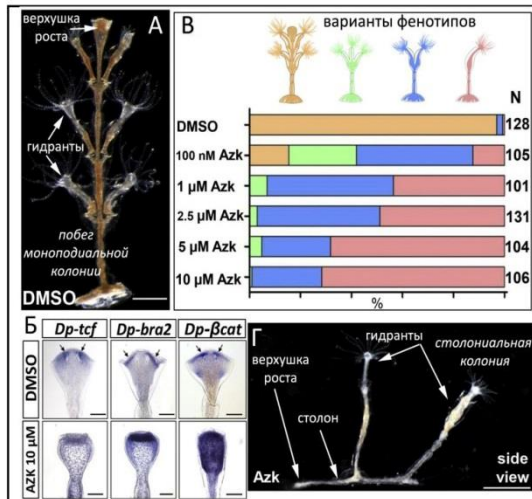 верхушка
роста
А
гидранты
побег
моноподиальной
колонии
DMSO
В
варианты фенотипов
N
DMSO
128
100 nM Azk
105
1 µM Azk
101
2.5 µM Azk
131
5 µM Azk
104
10 µM Azk
106
%
Б
Dp-tcf
Dp-bra2
Dp-βcat
DMSO
AZK 10 µM
Г
гидранты
верхушка
роста
столониальная
колония
столон
Azk
side
view